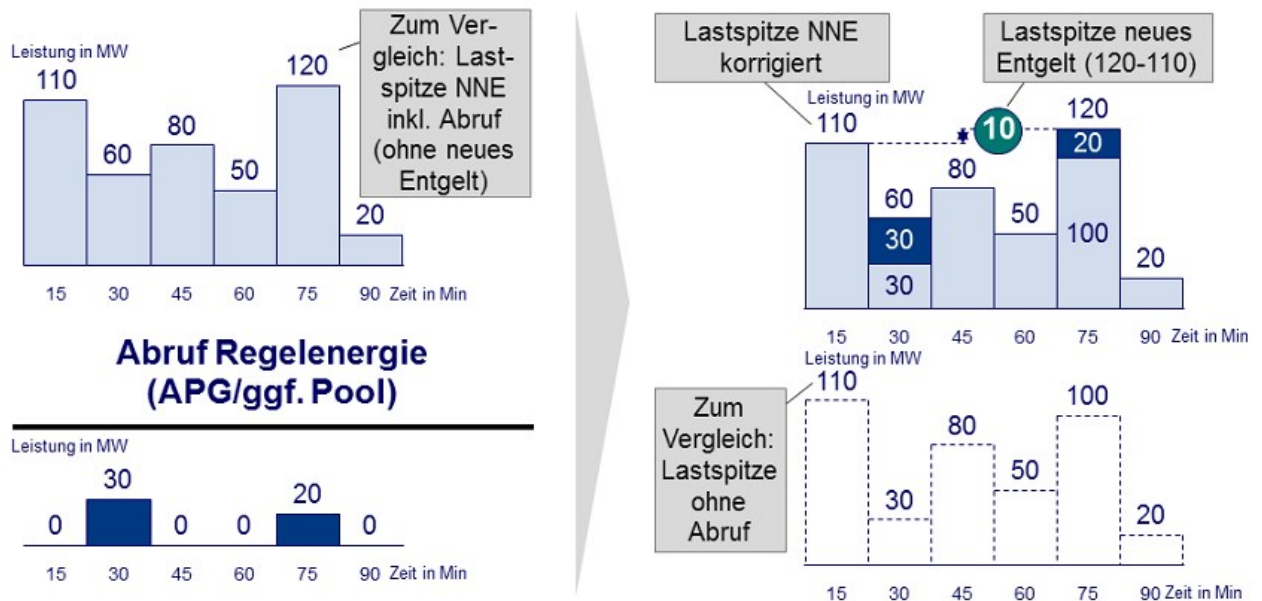 Leistung in MW
110
60
80
50
120
20
Zum Ver-
gleich: Last-
spitze NNE
inkl. Abruf
(ohne neues
Entgelt)
15 30 45 60 75 90 Zeit in Min
Abruf Regelenergie
(APG/ggf. Pool)
Leistung in MW
0 30 0 0 20 0
15 30 45 60 75 90 Zeit in Min
Lastspitze NNE
korrigiert
Lastspitze neues
Entgelt (120-110)
Leistung in MW
110
10
120
20
80
60
30
50
100
20
30
15 30 45 60 75 90 Zeit in Min
Leistung in MW
110
Zum
Vergleich:
Lastspitze
ohne
Abruf
30
80
50
100
20
15 30 45 60 75 90 Zeit in Min